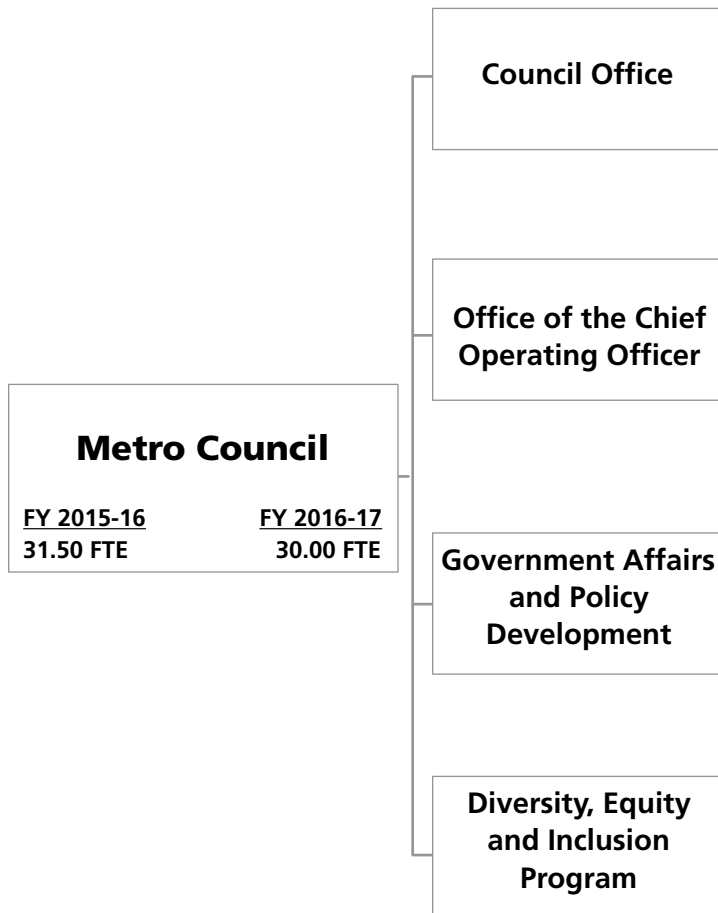 Council Office
Office of the Chief
Operating Officer
Metro Council
FY 2015-16 FY 2016-17
31.50 FTE 30.00 FTE
Government Affairs
and Policy
Development
Diversity, Equity
and Inclusion
Program